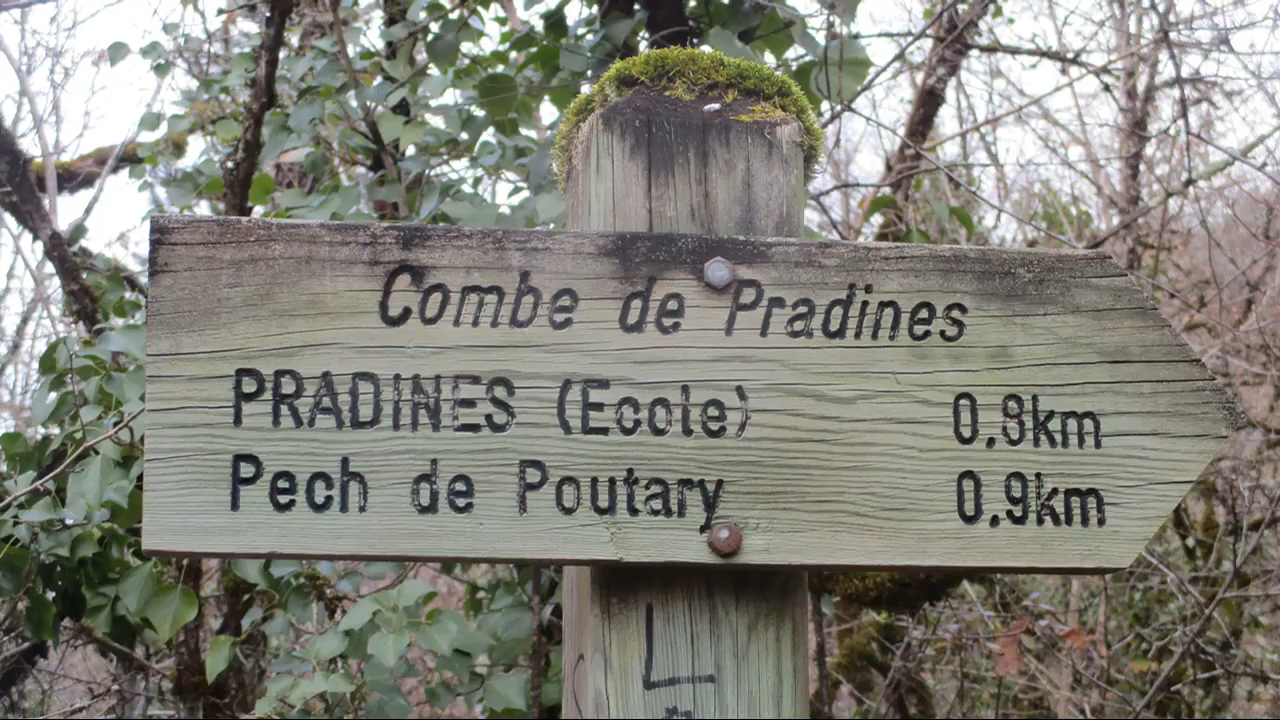 Combe de Pradines
PRADINES (Ecole) 0.8km
Pech de Poutary 0.9km
L